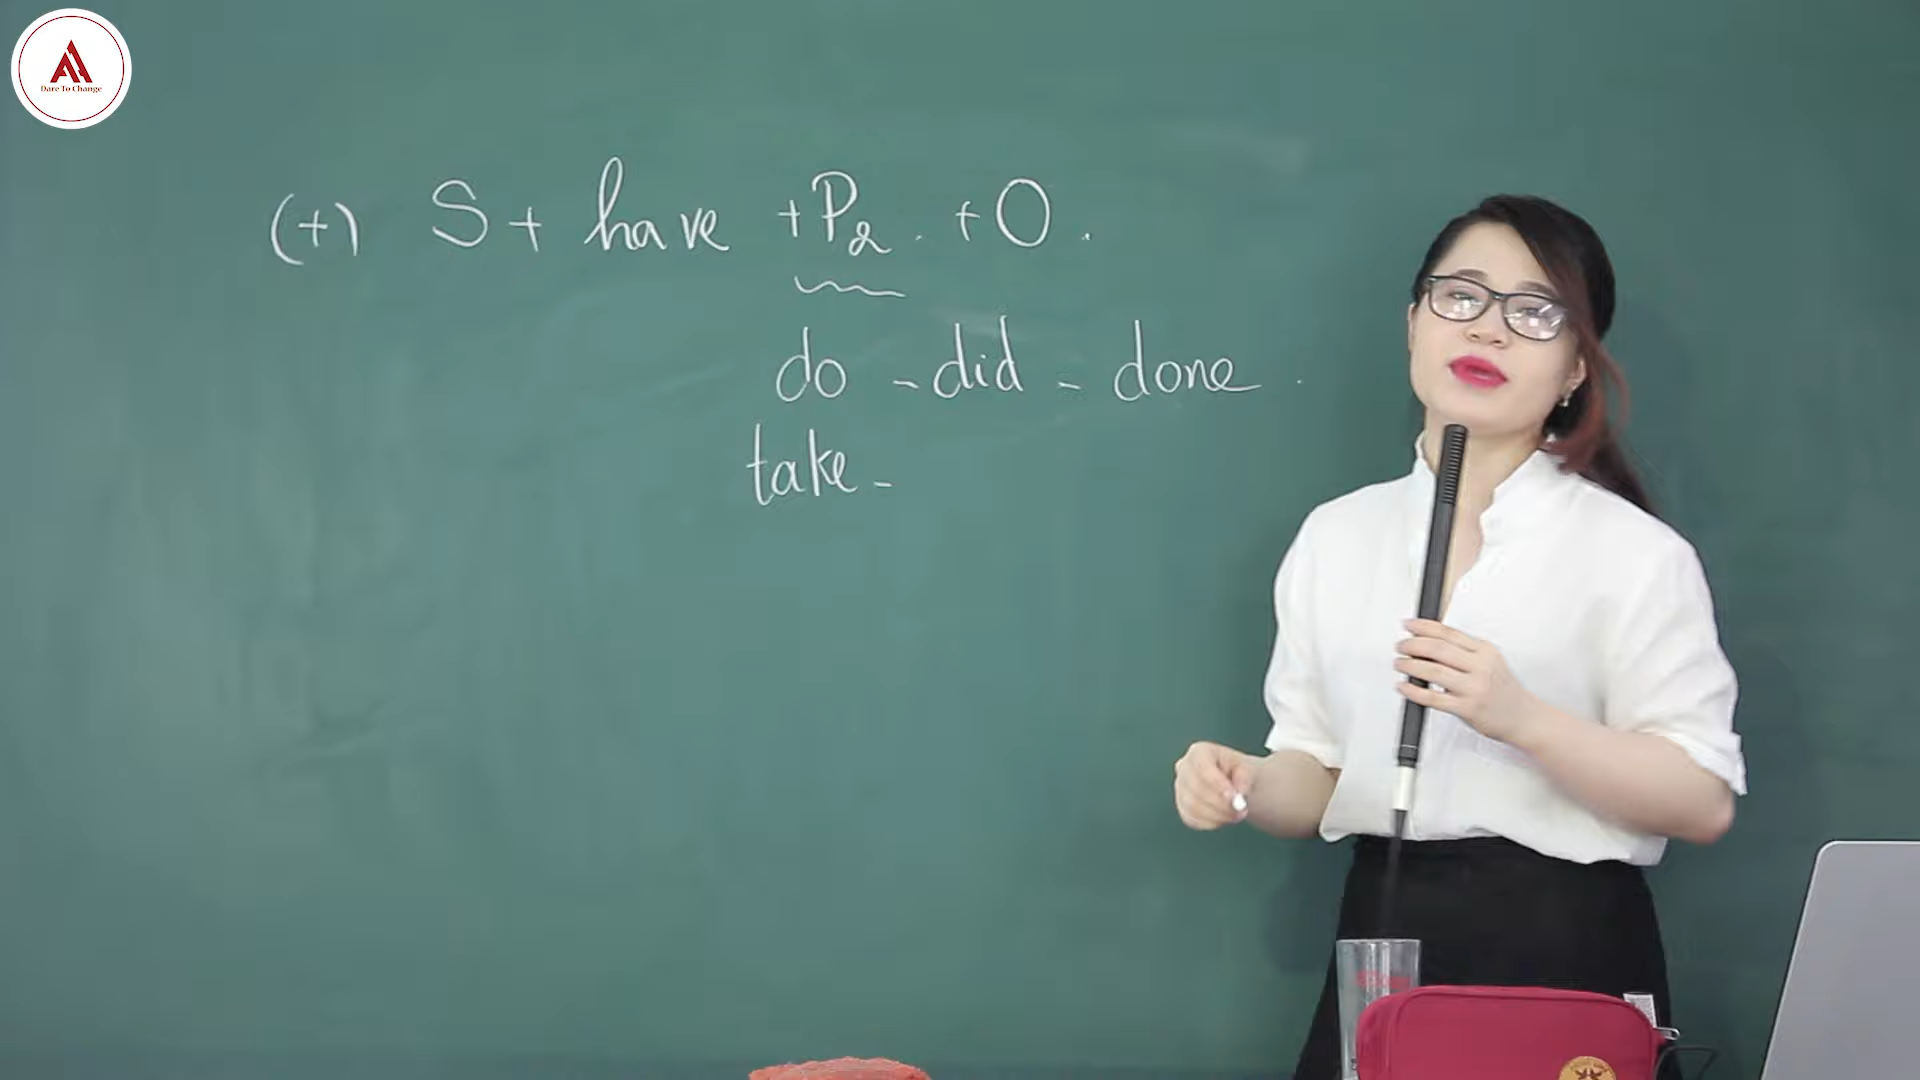 Dare To Change
(+) S + have + P2 . + O .
do - did - done .
take -